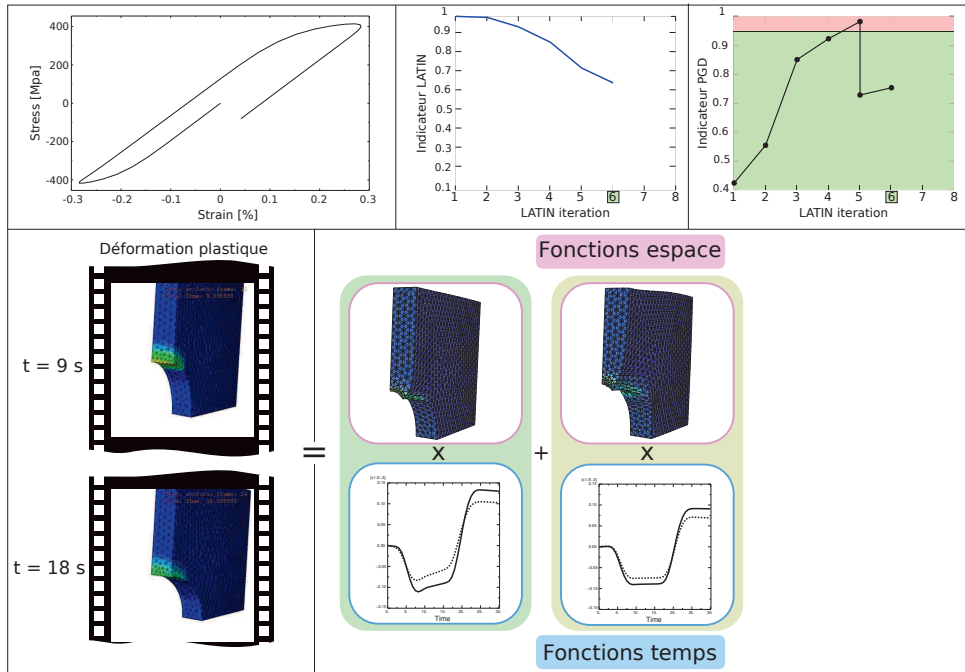 Stress [Mpa]
400
200
0
-200
-400
-0.3 -0.2 -0.1 0 0.1 0.2 0.3
Strain [%]
Indicateur LATIN
1
0.9
0.8
0.7
0.6
0.5
0.4
0.3
0.2
0.1
1 2 3 4 5 6 7 8
LATIN iteration
Indicateur PGD
1
0.9
0.8
0.7
0.6
0.5
0.4
1 2 3 4 5 6 7 8
LATIN iteration
Déformation plastique
t = 9 s
t = 18 s
=
Fonctions espace
x
+
x
Time
Time
Fonctions temps